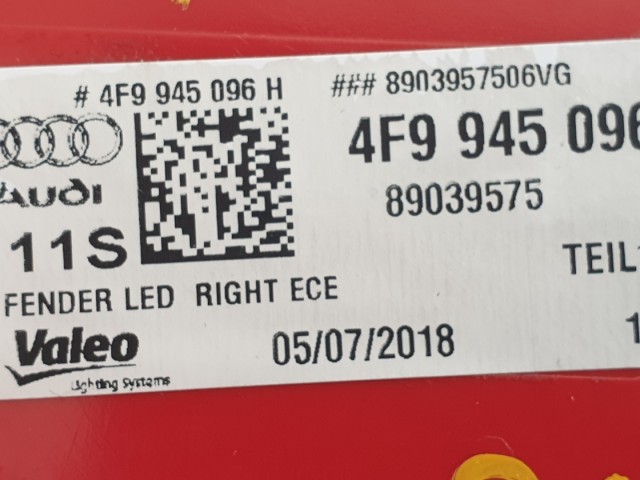 # 4F9 945 096 H
### 8903957506VG
4F9 945 096
89039575
AUDI
11S
TEIL
FENDER LED RIGHT ECE
Valeo
05/07/2018
1
Lighting Systems